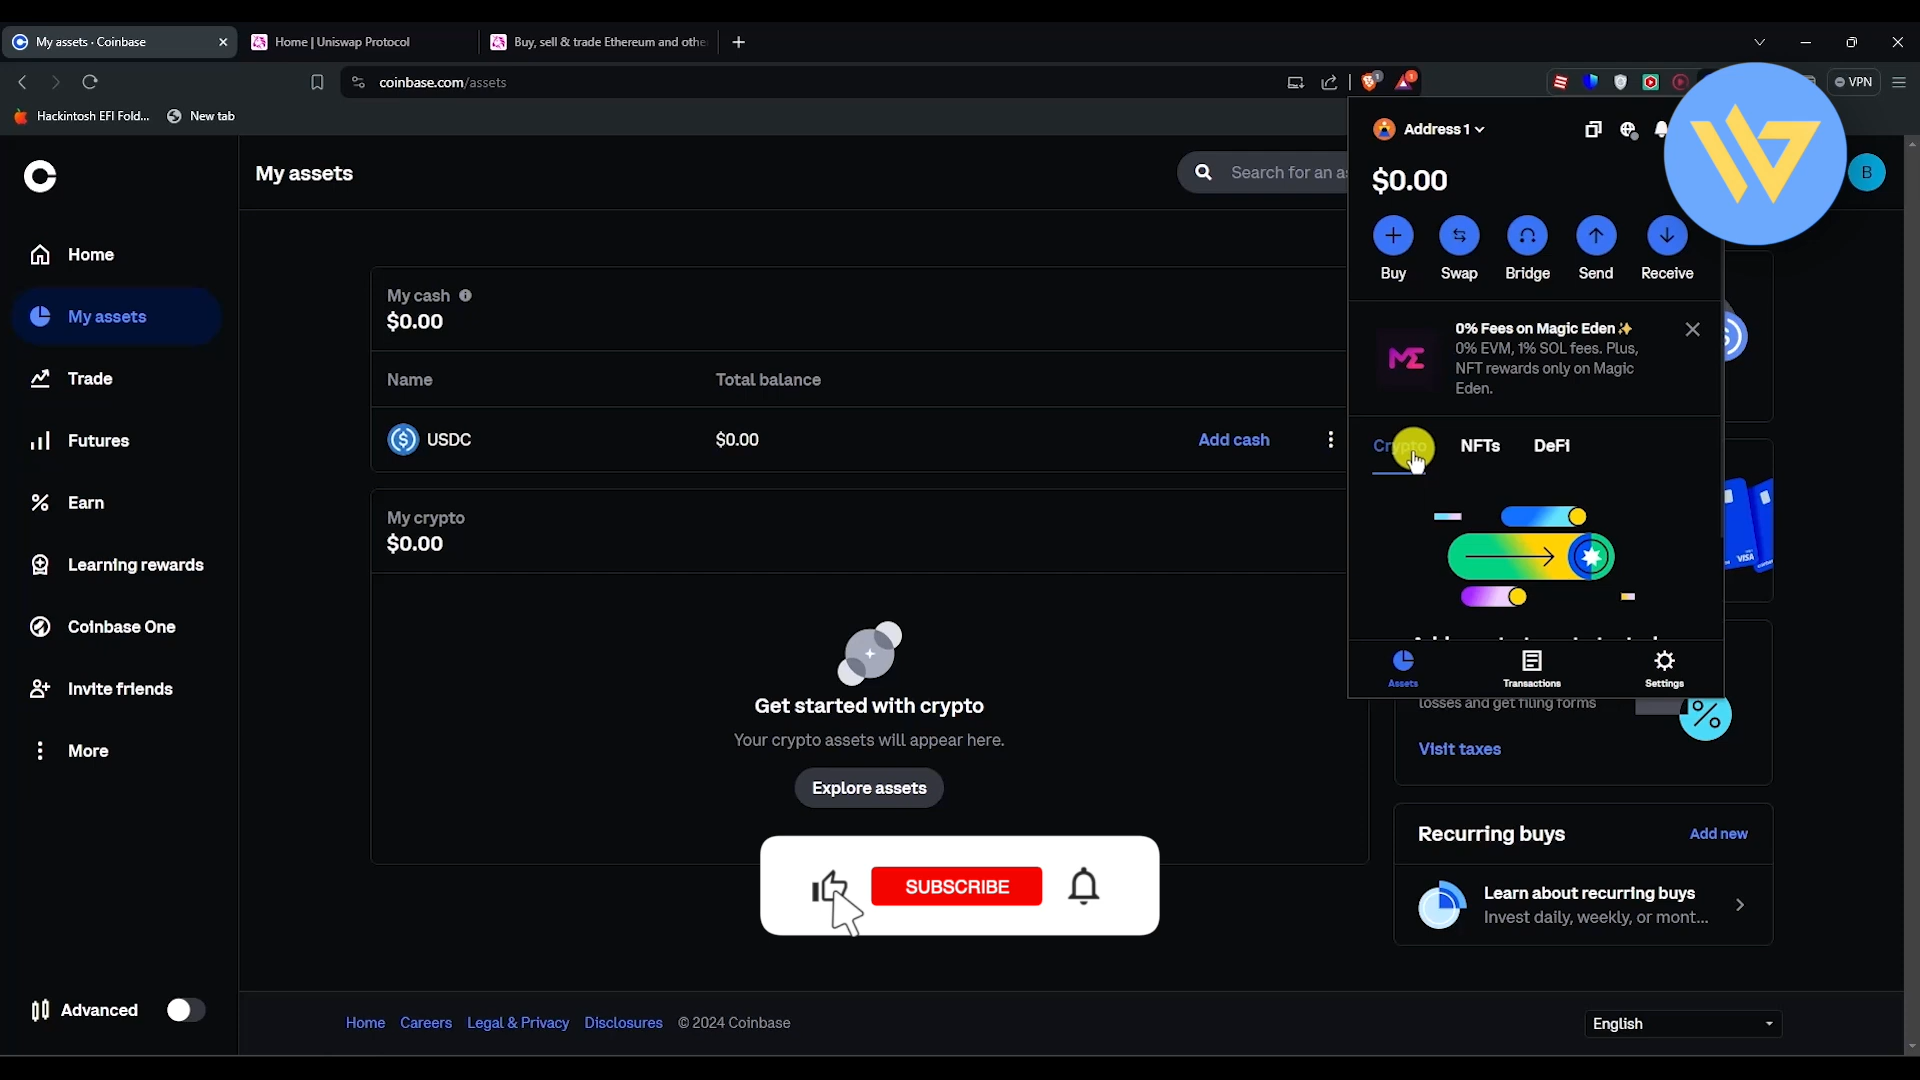 My assets · Coinbase
Home | Uniswap Protocol
Buy, sell & trade Ethereum and othe
coinbase.com/assets
1
1
VPN
Hackintosh EFI Fold...
New tab
My assets
Search for an as
B
Home
My assets
Trade
Futures
Earn
Learning rewards
Coinbase One
Invite friends
More
Advanced
My cash
$0.00
Name
Total balance
USDC
$0.00
Add cash
My crypto
$0.00
Get started with crypto
Your crypto assets will appear here.
Explore assets
SUBSCRIBE
Address 1
$0.00
Buy
Swap
Bridge
Send
Receive
0% Fees on Magic Eden✨
0% EVM, 1% SOL fees. Plus,
NFT rewards only on Magic
Eden.
Crypto
NFTs
DeFi
VISA
Assets
Transactions
Settings
losses and get filing forms
Visit taxes
Recurring buys
Add new
Learn about recurring buys
Invest daily, weekly, or mont...
Home
Careers
Legal & Privacy
Disclosures
© 2024 Coinbase
English